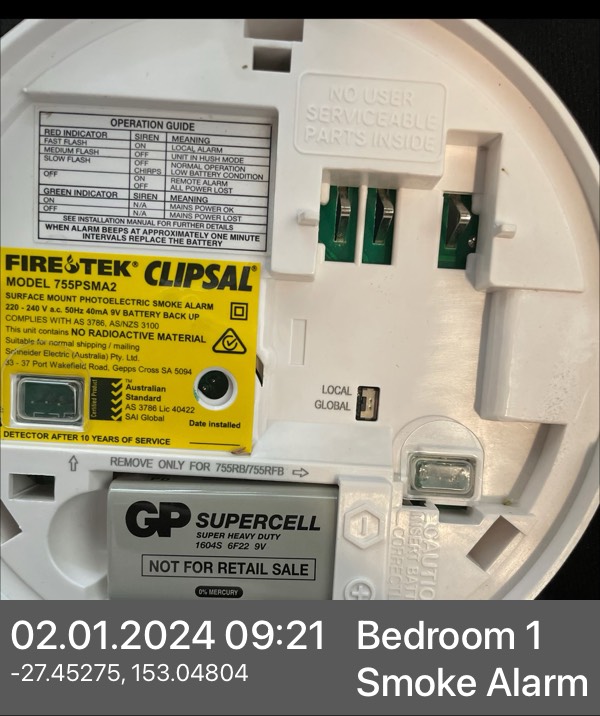 NO USER
SERVICEABLE
PARTS INSIDE
OPERATION GUIDE
RED INDICATOR SIREN MEANING
FAST FLASH ON LOCAL ALARM
MEDIUM FLASH OFF UNIT IN HUSH MODE
SLOW FLASH OFF NORMAL OPERATION
CHIRPS LOW BATTERY CONDITION
OFF ON REMOTE ALARM
OFF ALL POWER LOST
GREEN INDICATOR SIREN MEANING
ON N/A MAINS POWER OK
OFF N/A MAINS POWER LOST
SEE INSTALLATION MANUAL FOR FURTHER DETAILS
WHEN ALARM BEEPS AT APPROXIMATELY ONE MINUTE
INTERVALS REPLACE THE BATTERY
FIRETEK® CLIPSAL®
MODEL 755PSMA2
SURFACE MOUNT PHOTOELECTRIC SMOKE ALARM
220 - 240 V a.c. 50Hz 40mA 9V BATTERY BACK UP
COMPLIES WITH AS 3786, AS/NZS 3100
This unit contains NO RADIOACTIVE MATERIAL
Suitable for normal shipping / mailing
Schneider Electric (Australia) Pty. Ltd.
33 - 37 Port Wakefield Road, Gepps Cross SA 5094
Certified Product
™
Australian
Standard
AS 3786 Lic 40422
SAI Global
Date installed
DETECTOR AFTER 10 YEARS OF SERVICE
LOCAL
GLOBAL
REMOVE ONLY FOR 755RB/755RFB
GP SUPERCELL
SUPER HEAVY DUTY
1604S 6F22 9V
NOT FOR RETAIL SALE
0% MERCURY
CAUTION
INSERT BATT
CORRECT
02.01.2024 09:21
-27.45275, 153.04804
Bedroom 1
Smoke Alarm